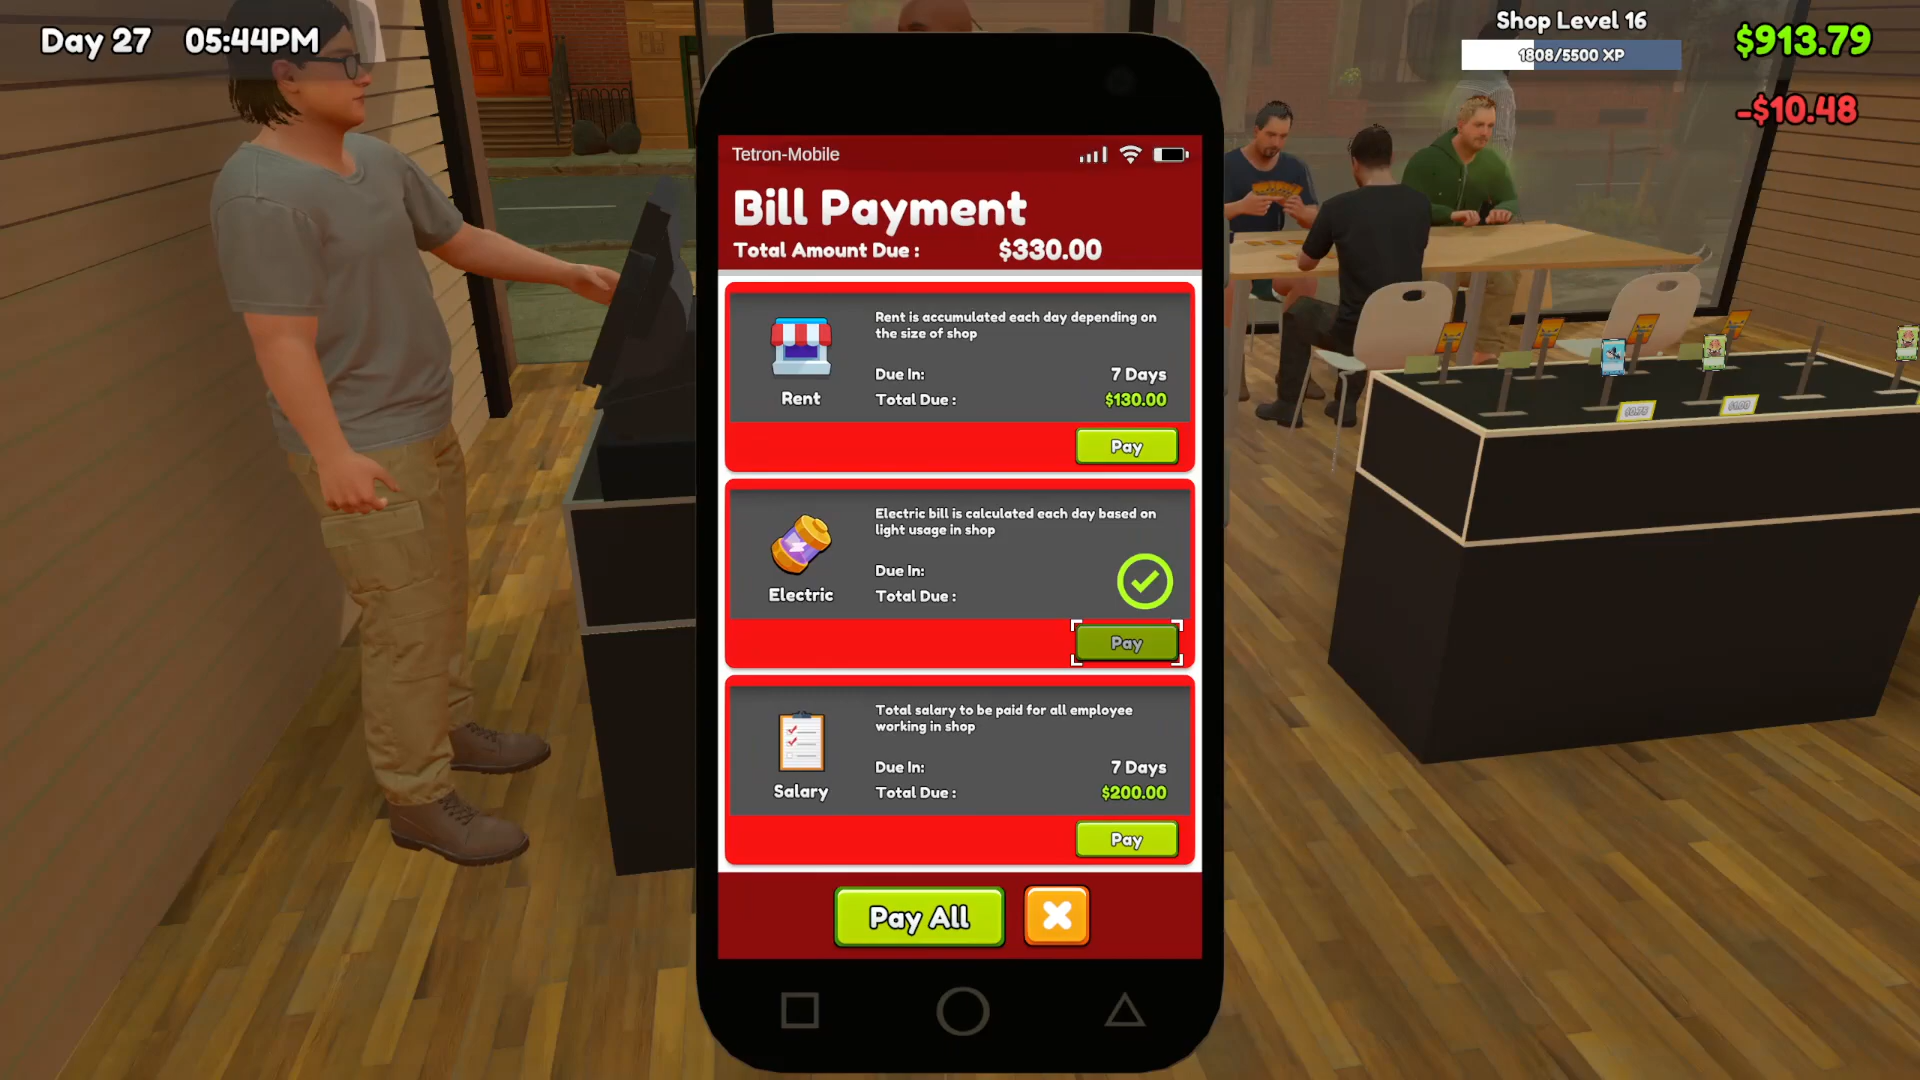 Day 27 05:44PM
Shop Level 16
1808/5500 XP
$913.79
-$10.48
Tetron-Mobile
Bill Payment
Total Amount Due : $330.00
Rent is accumulated each day depending on
the size of shop
Due In: 7 Days
Total Due : $130.00
Rent
Pay
Electric bill is calculated each day based on
light usage in shop
Due In:
Total Due :
Electric
Pay
Total salary to be paid for all employee
working in shop
Due In: 7 Days
Total Due : $200.00
Salary
Pay
Pay All